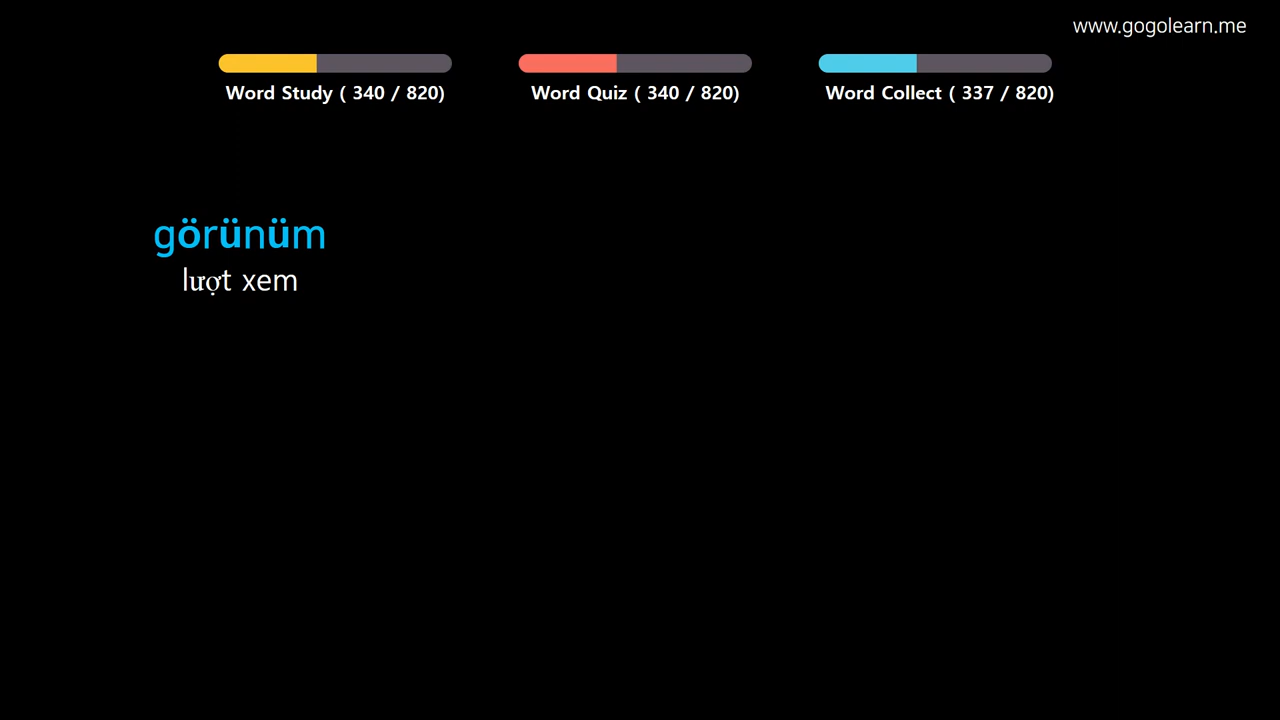 www.gogolearn.me
Word Study ( 340 / 820)
Word Quiz ( 340 / 820)
Word Collect ( 337 / 820)
görünüm
lượt xem